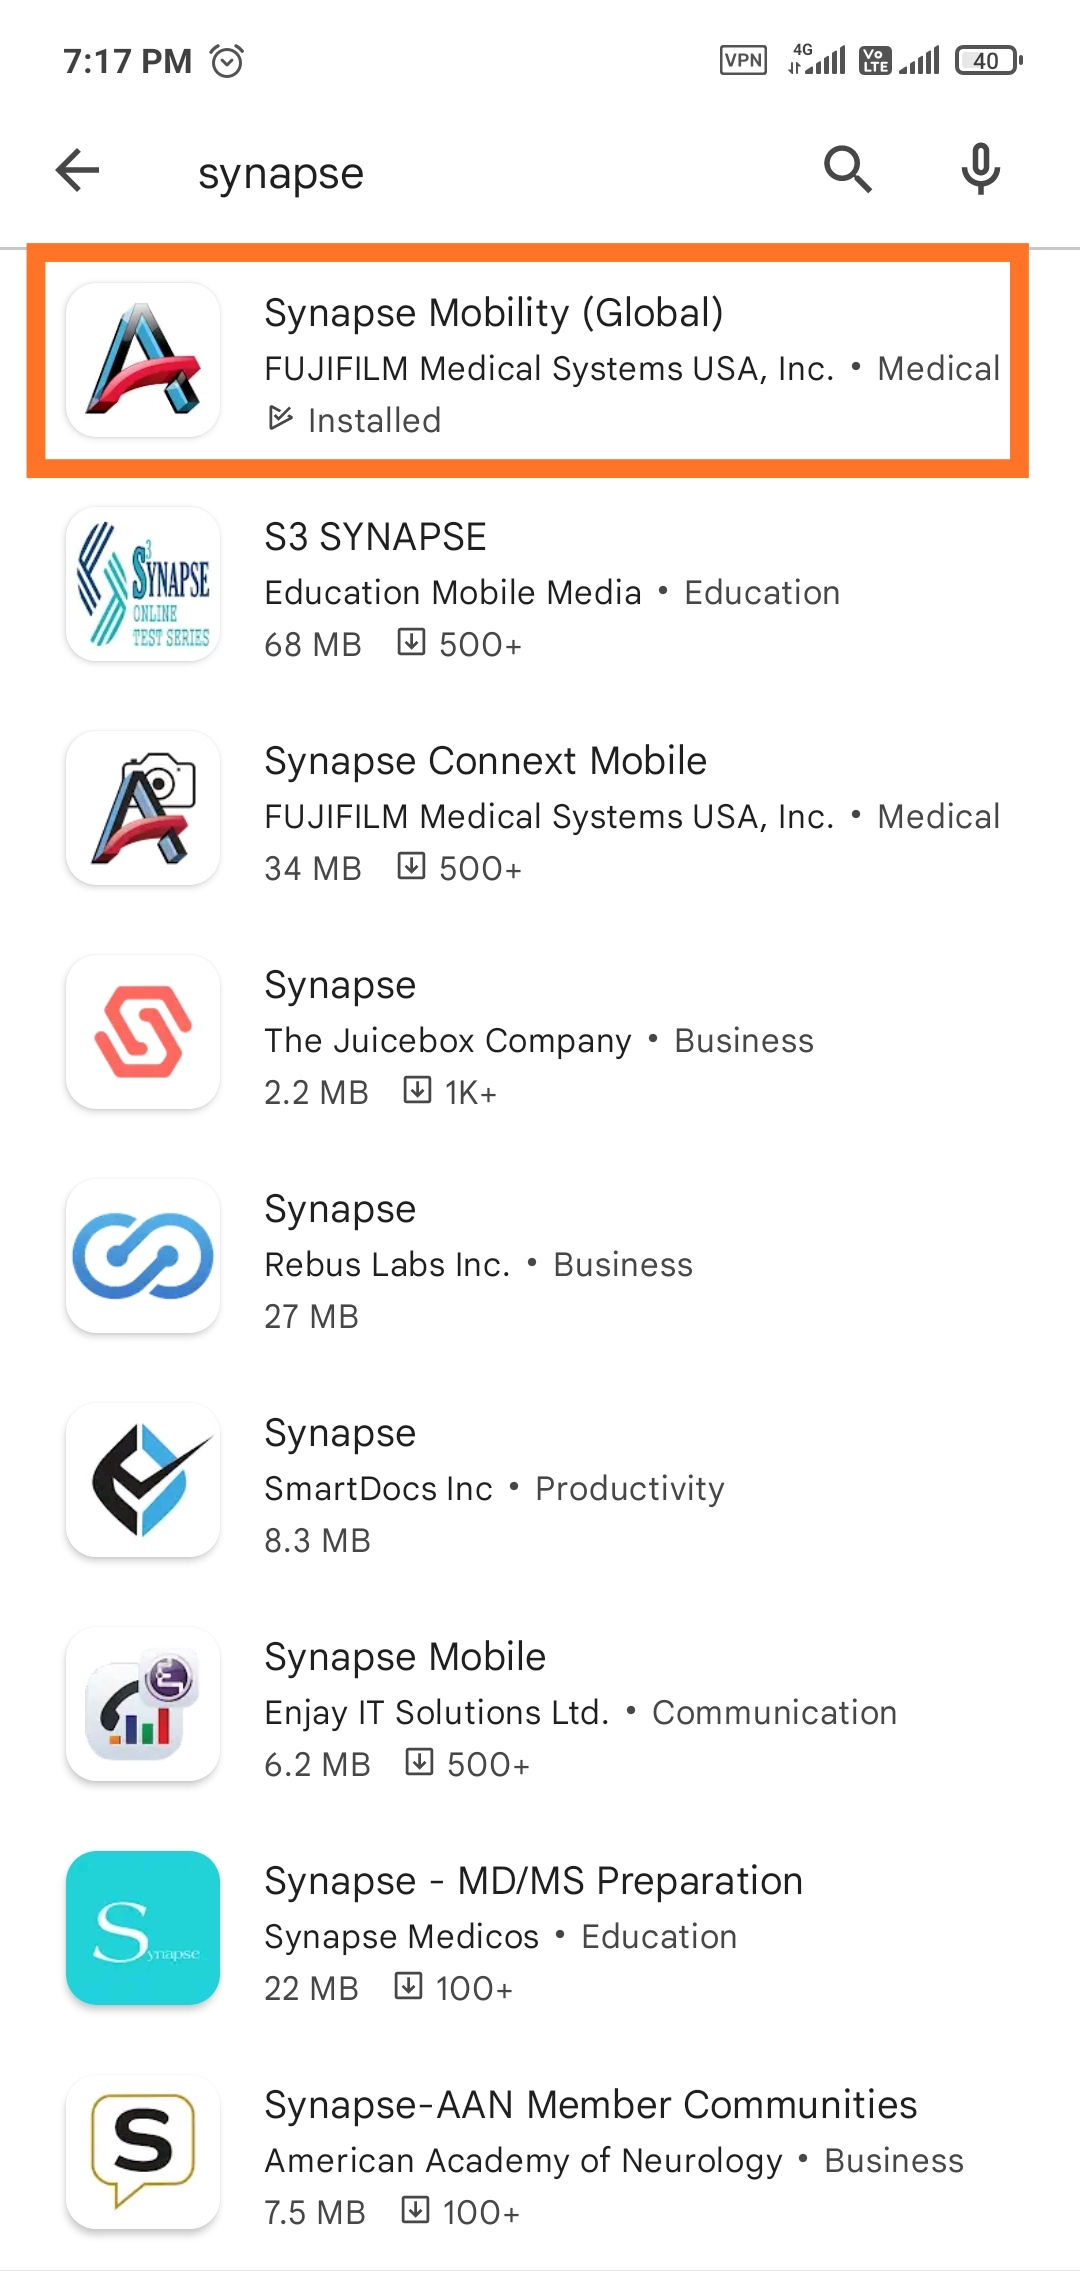 7:17 PM VPN 4G Vo LTE 40
synapse
Synapse Mobility (Global)
FUJIFILM Medical Systems USA, Inc. • Medical
Installed
S3 SYNAPSE
S3YNAPSE
ONLINE
TEST SERIES
Education Mobile Media • Education
68 MB 500+
Synapse Connext Mobile
FUJIFILM Medical Systems USA, Inc. • Medical
34 MB 500+
Synapse
The Juicebox Company • Business
2.2 MB 1K+
Synapse
Rebus Labs Inc. • Business
27 MB
Synapse
SmartDocs Inc • Productivity
8.3 MB
Synapse Mobile
Enjay IT Solutions Ltd. • Communication
6.2 MB 500+
Synapse - MD/MS Preparation
Synapse
Synapse Medicos • Education
22 MB 100+
Synapse-AAN Member Communities
S
American Academy of Neurology • Business
7.5 MB 100+